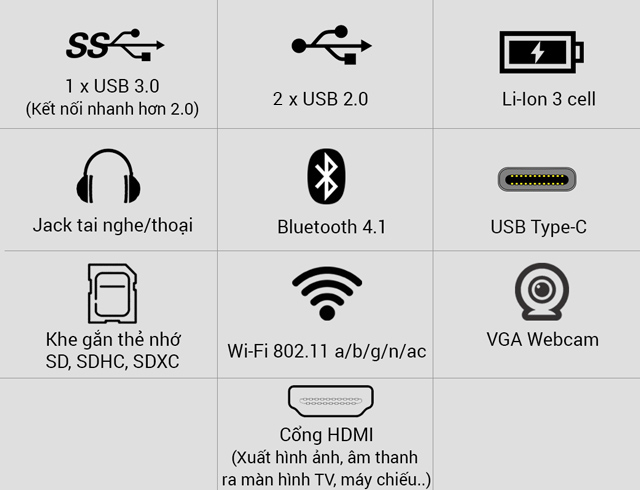 SS
1 x USB 3.0
(Kết nối nhanh hơn 2.0)
2 x USB 2.0
Li-Ion 3 cell
Jack tai nghe/thoại
Bluetooth 4.1
USB Type-C
Khe gắn thẻ nhớ
SD, SDHC, SDXC
Wi-Fi 802.11 a/b/g/n/ac
VGA Webcam
Cổng HDMI
(Xuất hình ảnh, âm thanh
ra màn hình TV, máy chiếu..)